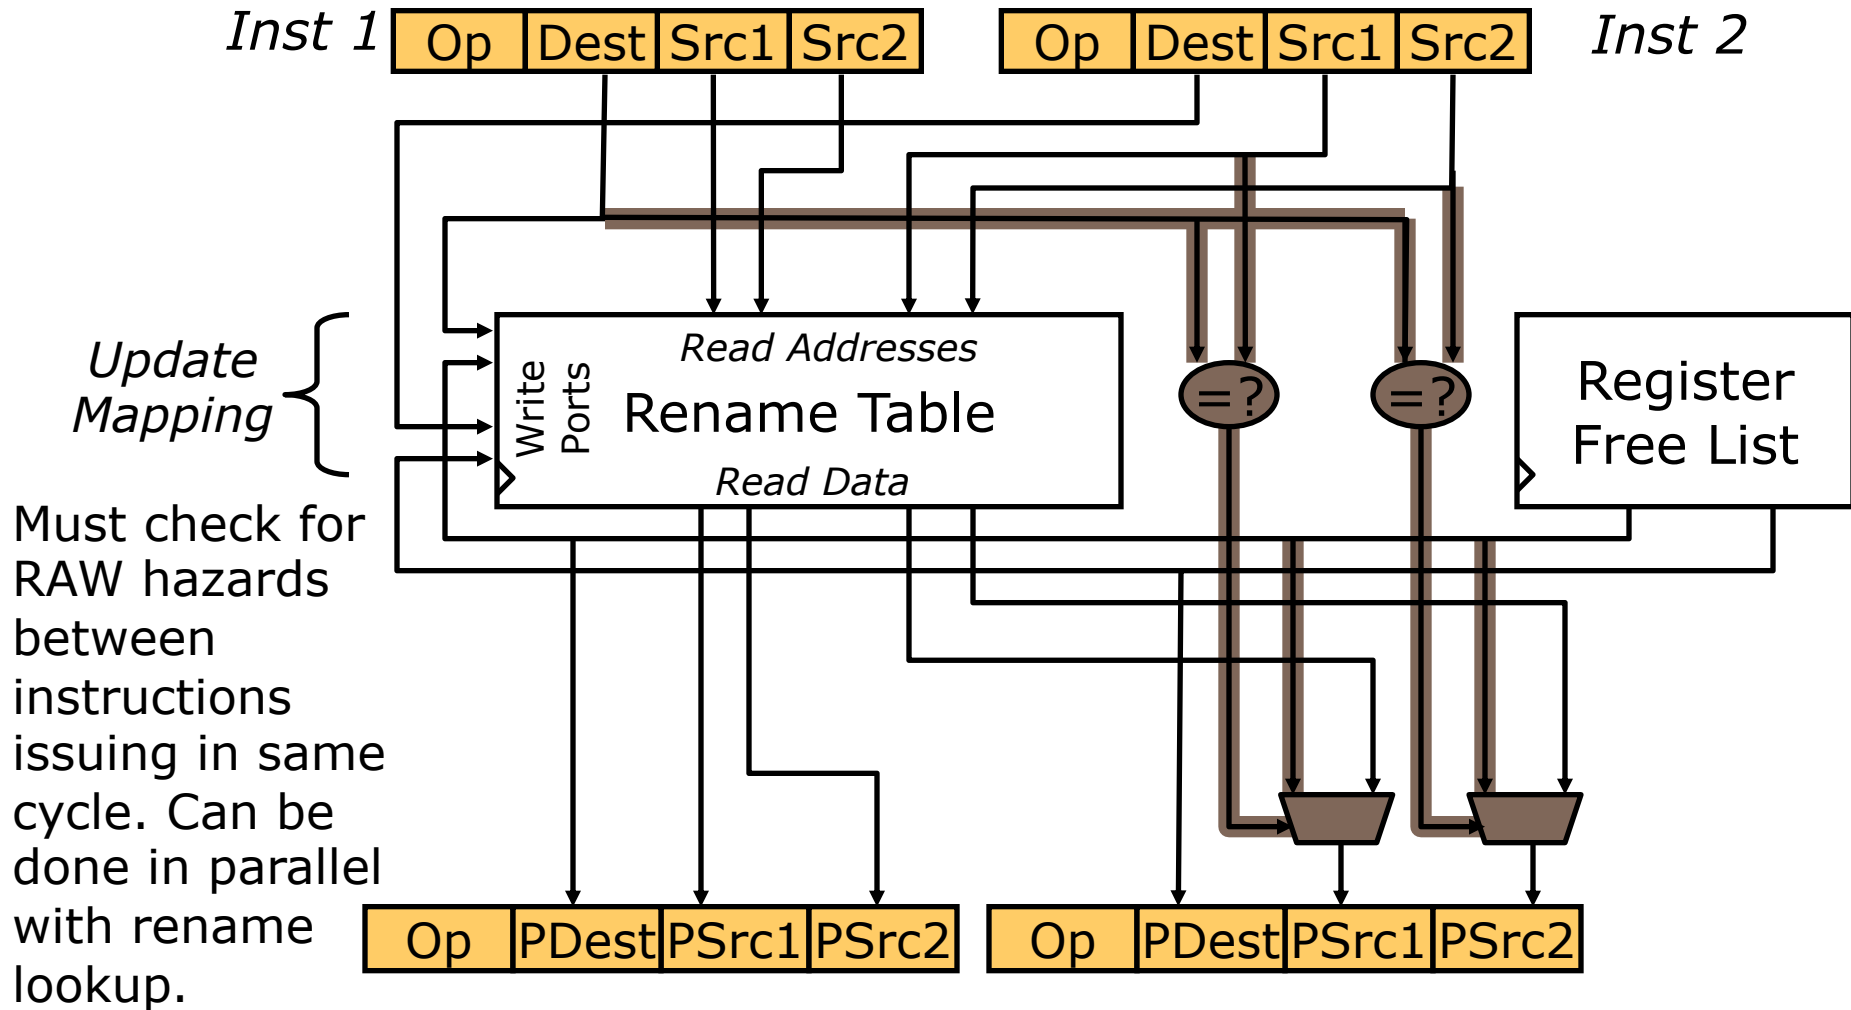 Inst 1
Op Dest Src1 Src2
Op Dest Src1 Src2
Inst 2
Update
Mapping
Write
Ports
Read Addresses
Rename Table
Read Data
=?
=?
Register
Free List
Must check for
RAW hazards
between
instructions
issuing in same
cycle. Can be
done in parallel
with rename
lookup.
Op PDest PSrc1 PSrc2
Op PDest PSrc1 PSrc2